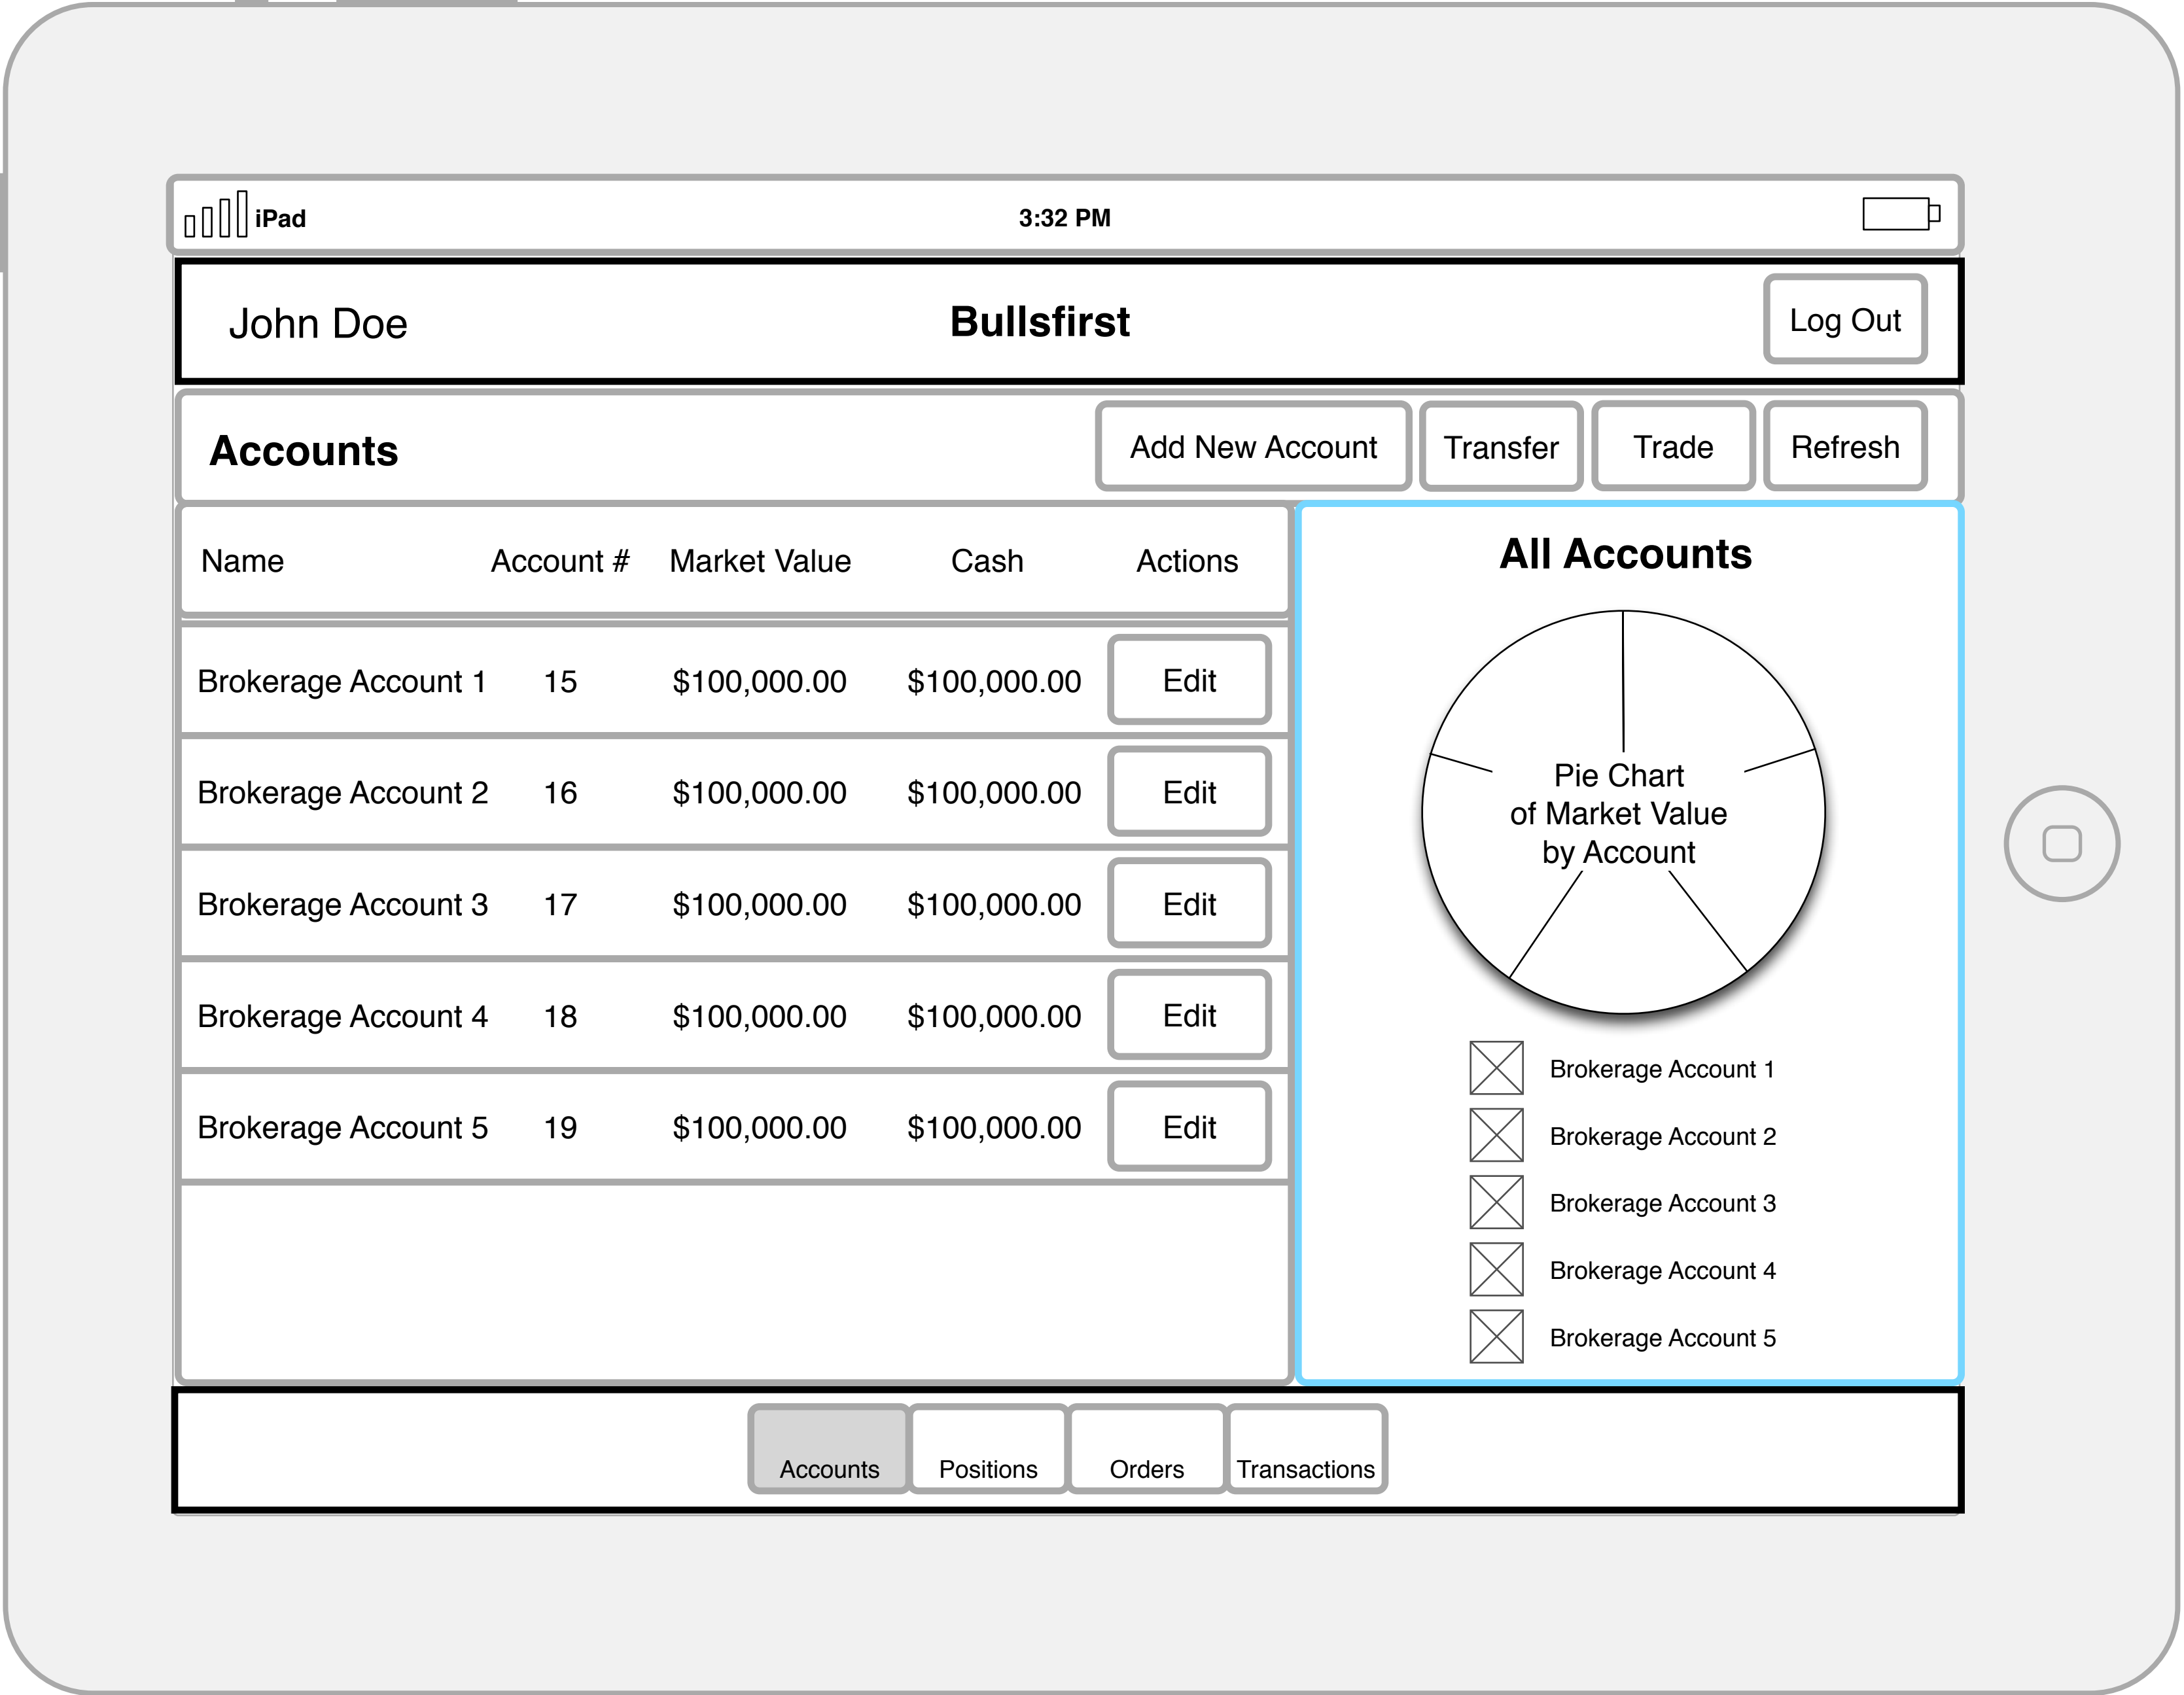 iPad 3:32 PM
John Doe Bullsfirst Log Out
Accounts Add New Account Transfer Trade Refresh
Name Account # Market Value Cash Actions
Brokerage Account 1 15 $100,000.00 $100,000.00 Edit
Brokerage Account 2 16 $100,000.00 $100,000.00 Edit
Brokerage Account 3 17 $100,000.00 $100,000.00 Edit
Brokerage Account 4 18 $100,000.00 $100,000.00 Edit
Brokerage Account 5 19 $100,000.00 $100,000.00 Edit
All Accounts
Pie Chart
of Market Value
by Account
Brokerage Account 1
Brokerage Account 2
Brokerage Account 3
Brokerage Account 4
Brokerage Account 5
Accounts Positions Orders Transactions